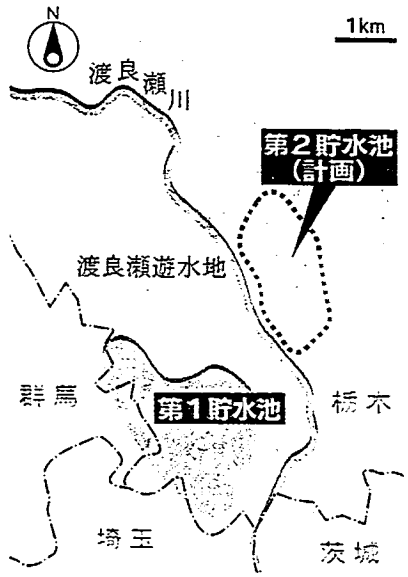 N
1km
渡良瀬川
第2貯水池
(計画)
渡良瀬遊水地
群馬
第1貯水池
栃木
埼玉
茨城